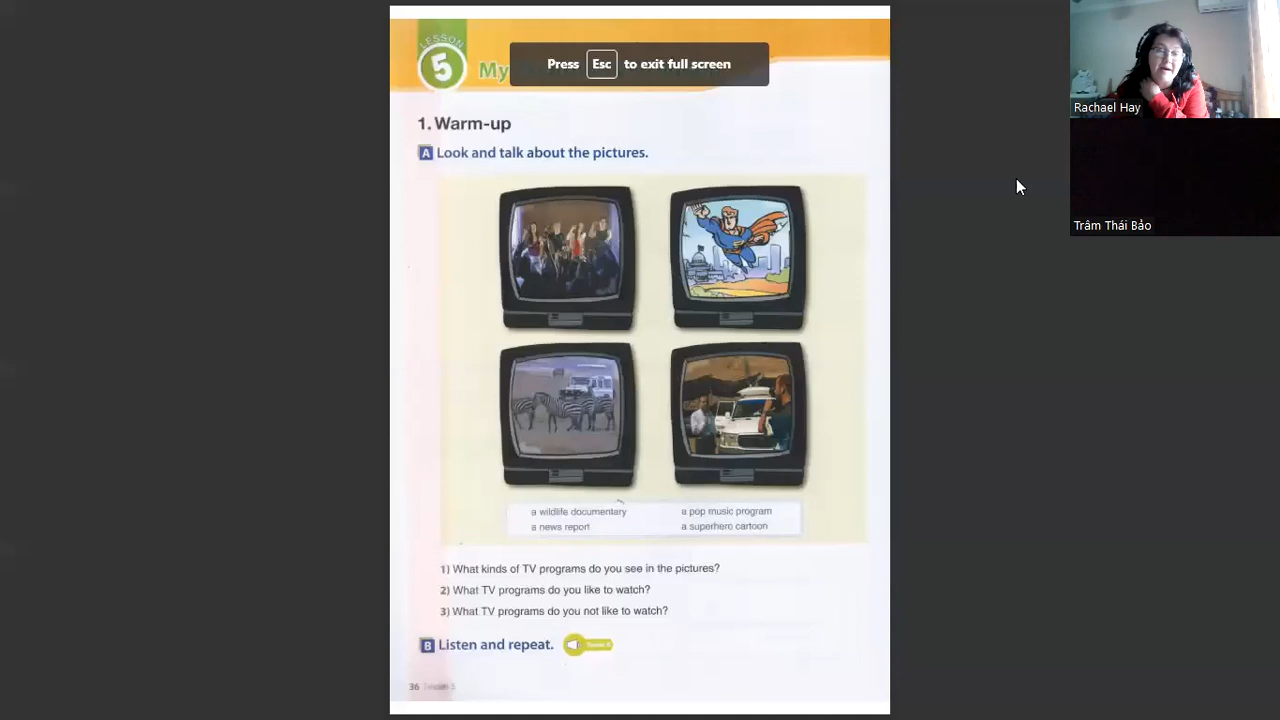 LESSON
5
My
Press Esc to exit full screen
1. Warm-up
A Look and talk about the pictures.
a wildlife documentary
a pop music program
a news report
a superhero cartoon
1) What kinds of TV programs do you see in the pictures?
2) What TV programs do you like to watch?
3) What TV programs do you not like to watch?
B Listen and repeat.
36 Lesson 5
Rachael Hay
Trâm Thái Bảo